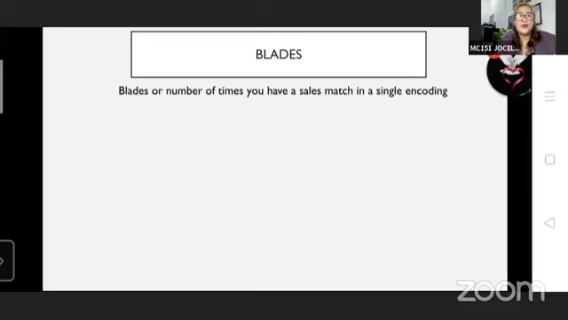 BLADES
Blades or number of times you have a sales match in a single encoding
MC151 JOCEL...
zoom